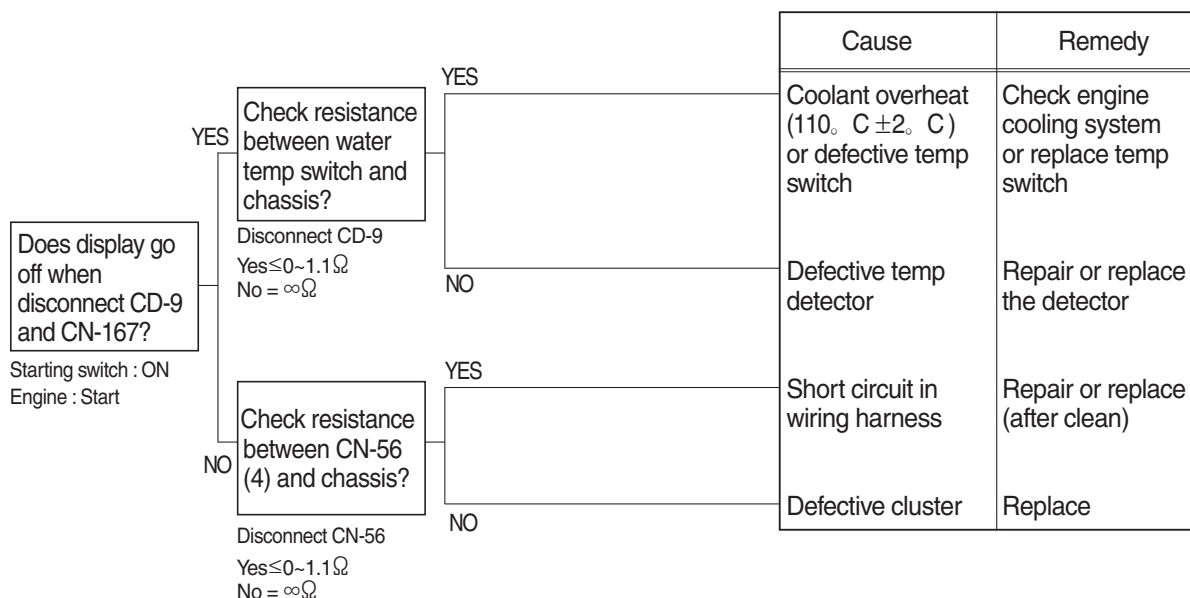 Does display go
off when
disconnect CD-9
and CN-167?
Starting switch : ON
Engine : Start
YES
Check resistance
between water
temp switch and
chassis?
Disconnect CD-9
Yes≤0~1.1Ω
No = ∞Ω
NO
Check resistance
between CN-56
(4) and chassis?
Disconnect CN-56
Yes≤0~1.1Ω
No = ∞Ω
YES
NO
YES
NO
Cause
Remedy
Coolant overheat
(110。C ±2。C )
or defective temp
switch
Check engine
cooling system
or replace temp
switch
Defective temp
detector
Repair or replace
the detector
Short circuit in
wiring harness
Repair or replace
(after clean)
Defective cluster
Replace